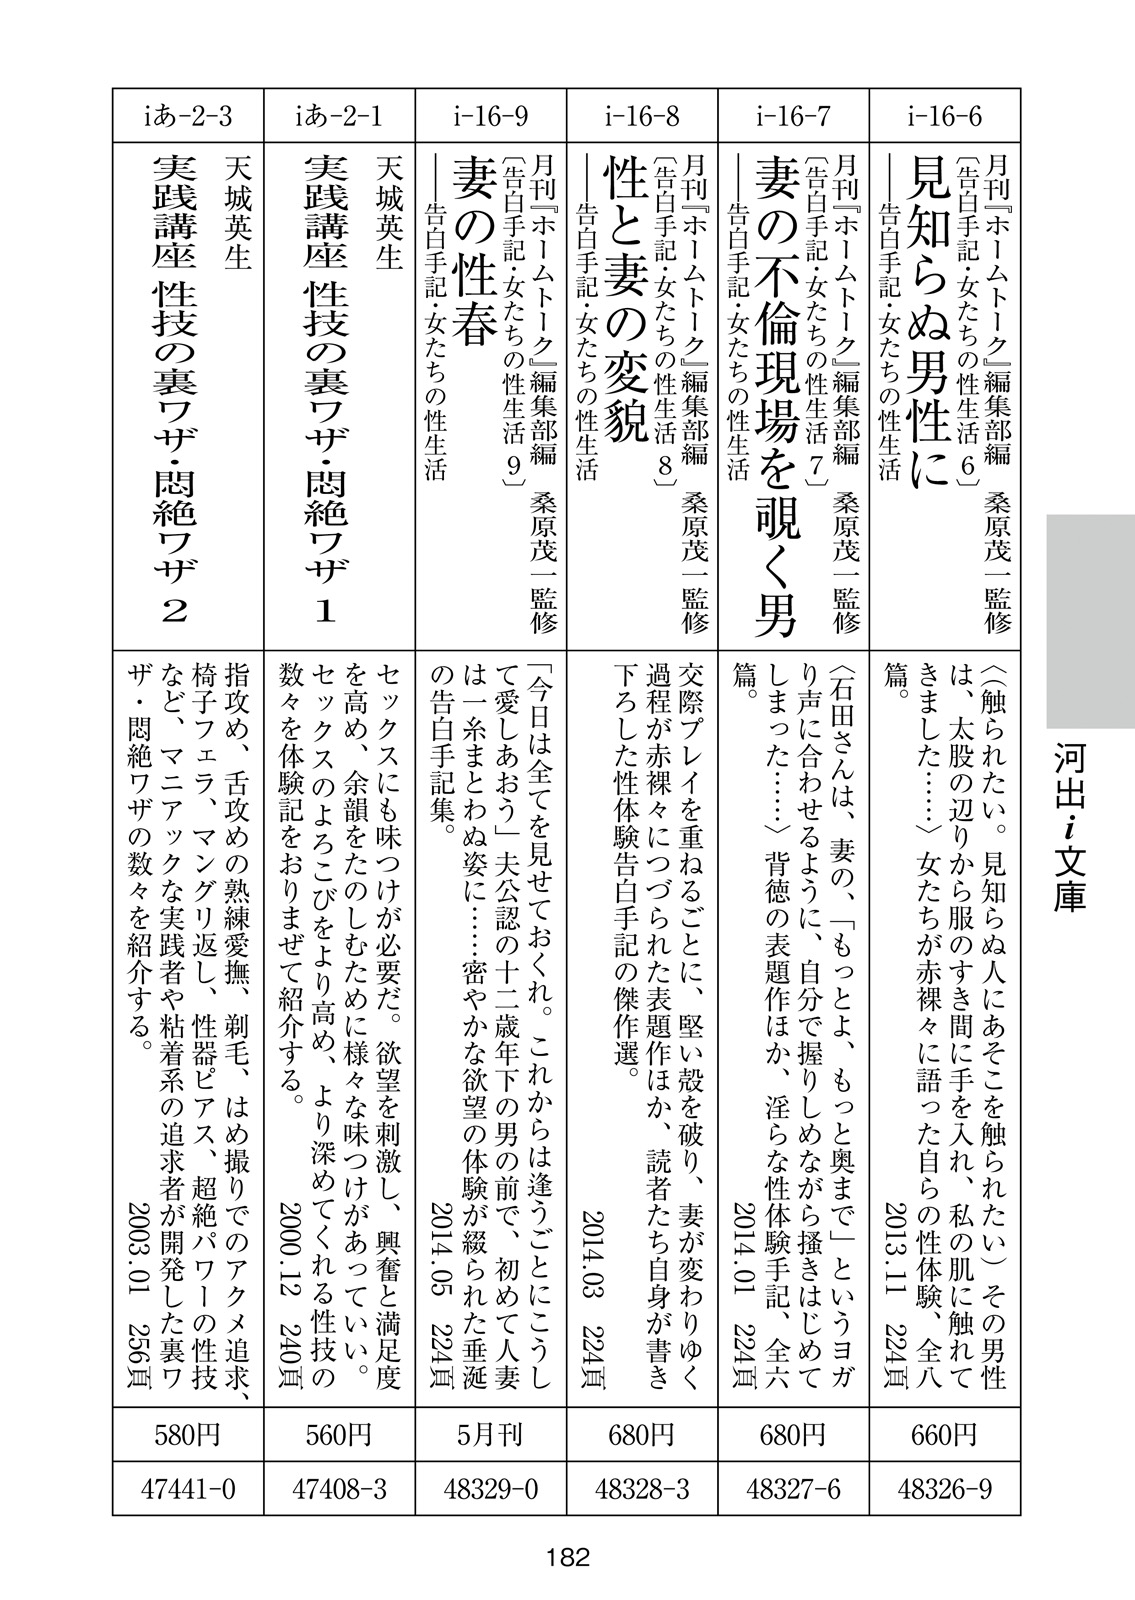 河出i文庫
i-16-6
月刊『ホームトーク』編集部編　桑原茂一監修
〔告白手記・女たちの性生活6〕
見知らぬ男性に
――告白手記・女たちの性生活
〈（触られたい。見知らぬ人にあそこを触られたい）その男性
は、太股の辺りから服のすき間に手を入れ、私の肌に触れて
きました……〉女たちが赤裸々に語った自らの性体験、全八
篇。
2013.11　224頁
660円
48326-9
i-16-7
月刊『ホームトーク』編集部編　桑原茂一監修
〔告白手記・女たちの性生活7〕
妻の不倫現場を覗く男
――告白手記・女たちの性生活
〈石田さんは、妻の、「もっとよ、もっと奥まで」というヨガ
り声に合わせるように、自分で握りしめながら掻きはじめて
しまった……〉背徳の表題作ほか、淫らな性体験手記、全六
篇。
2014.01　224頁
680円
48327-6
i-16-8
月刊『ホームトーク』編集部編　桑原茂一監修
〔告白手記・女たちの性生活8〕
性と妻の変貌
――告白手記・女たちの性生活
交際プレイを重ねるごとに、堅い殻を破り、妻が変わりゆく
過程が赤裸々につづられた表題作ほか、読者たち自身が書き
下ろした性体験告白手記の傑作選。
2014.03　224頁
680円
48328-3
i-16-9
月刊『ホームトーク』編集部編　桑原茂一監修
〔告白手記・女たちの性生活9〕
妻の性春
――告白手記・女たちの性生活
「今日は全てを見せておくれ。これからは逢うごとにこうし
て愛しあおう」夫公認の十二歳年下の男の前で、初めて人妻
は一糸まとわぬ姿に……密やかな欲望の体験が綴られた垂涎
の告白手記集。
2014.05　224頁
5月刊
48329-0
iあ-2-1
天城英生
実践講座 性技の裏ワザ・悶絶ワザ 1
セックスにも味つけが必要だ。欲望を刺激し、興奮と満足度
を高め、余韻をたのしむために様々な味つけがあっていい。
セックスのよろこびをより高め、より深めてくれる性技の
数々を体験記をおりまぜて紹介する。
2000.12　240頁
560円
47408-3
iあ-2-3
天城英生
実践講座 性技の裏ワザ・悶絶ワザ 2
指攻め、舌攻めの熟練愛撫、剃毛、はめ撮りでのアクメ追求、
椅子フェラ、マングリ返し、性器ピアス、超絶パワーの性技
など、マニアックな実践者や粘着系の追求者が開発した裏ワ
ザ・悶絶ワザの数々を紹介する。
2003.01　256頁
580円
47441-0
182